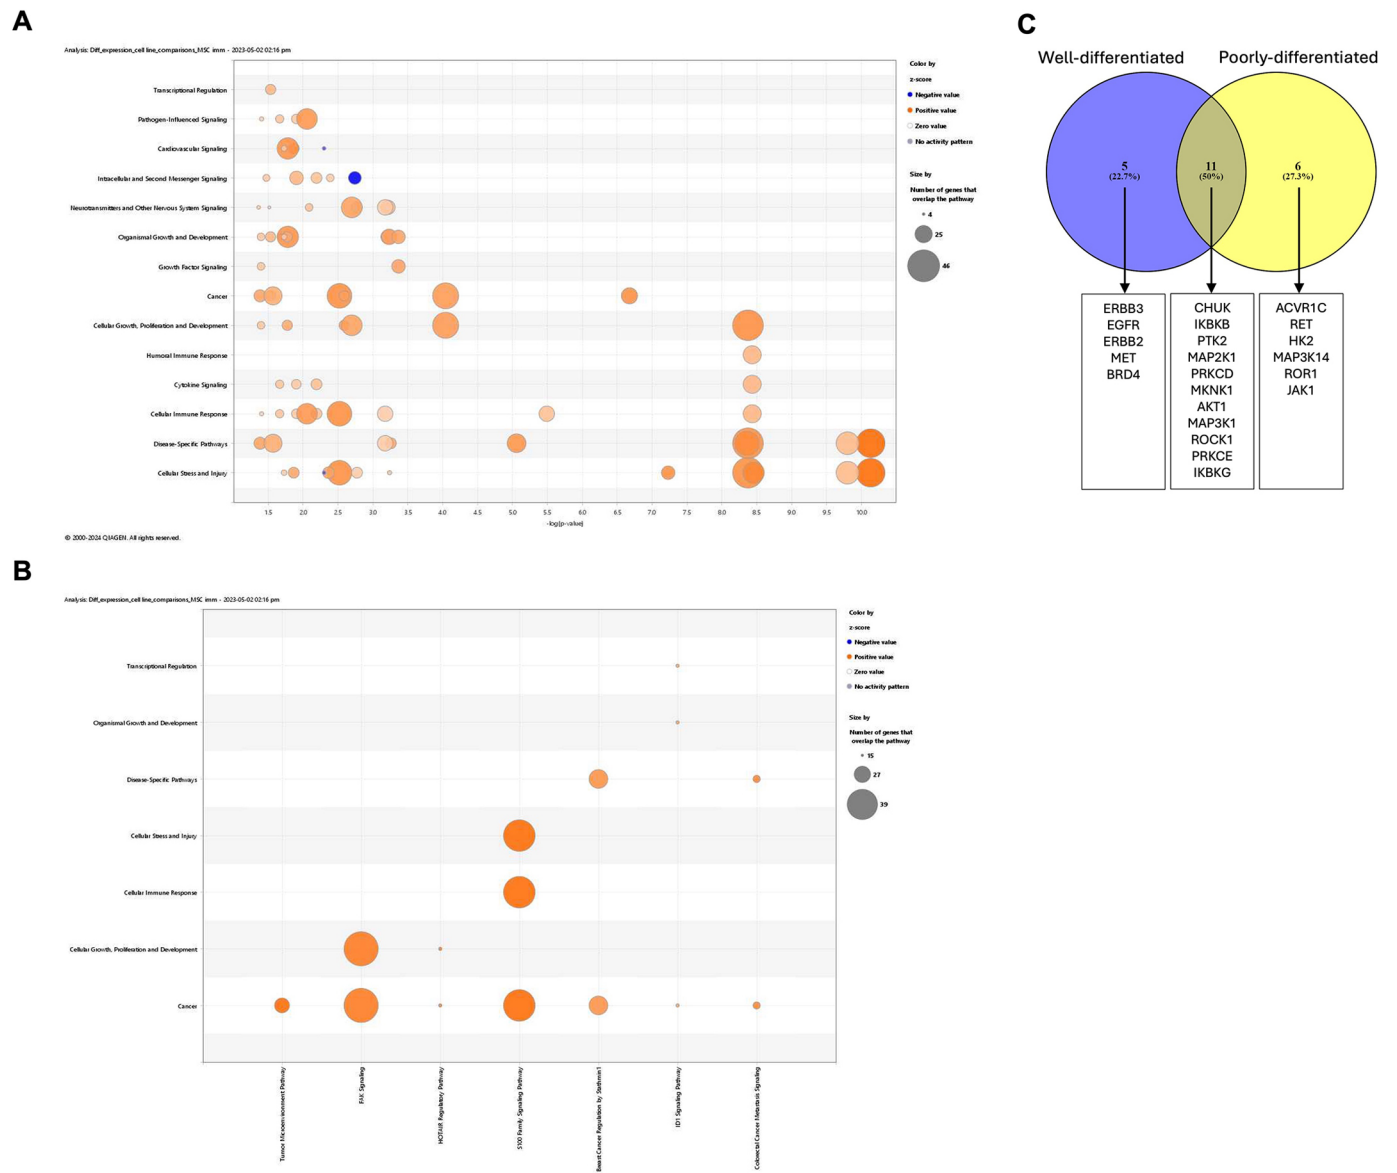 A
Analysis: Diff_expression_cell line_comparisons_MSC imm - 2023-05-02 02:16 pm
Transcriptional Regulation
Pathogen-Influenced Signaling
Cardiovascular Signaling
Intracellular and Second Messenger Signaling
Neurotransmitters and Other Nervous System Signaling
Organismal Growth and Development
Growth Factor Signaling
Cancer
Cellular Growth, Proliferation and Development
Humoral Immune Response
Cytokine Signaling
Cellular Immune Response
Disease-Specific Pathways
Cellular Stress and Injury
1.5 2.0 2.5 3.0 3.5 4.0 4.5 5.0 5.5 6.0 6.5 7.0 7.5 8.0 8.5 9.0 9.5 10.0
-log(p-value)
Color by
z-score
Negative value
Positive value
Zero value
No activity pattern
Size by
Number of genes that
overlap the pathway
4
25
46
© 2000-2024 QIAGEN. All rights reserved.
B
Analysis: Diff_expression_cell line_comparisons_MSC imm - 2023-05-02 02:16 pm
Transcriptional Regulation
Organismal Growth and Development
Disease-Specific Pathways
Cellular Stress and Injury
Cellular Immune Response
Cellular Growth, Proliferation and Development
Cancer
Tumor Microenvironment Pathway
FAK Signaling
HOTAIR Regulatory Pathway
S100 Family Signaling Pathway
Breast Cancer Regulation by Stathmin1
ID1 Signaling Pathway
Colorectal Cancer Metastasis Signaling
Color by
z-score
Negative value
Positive value
Zero value
No activity pattern
Size by
Number of genes that
overlap the pathway
15
27
39
C
Well-differentiated
Poorly-differentiated
5
(22.7%)
11
(50%)
6
(27.3%)
ERBB3
EGFR
ERBB2
MET
BRD4
CHUK
IKBKB
PTK2
MAP2K1
PRKCD
MKNK1
AKT1
MAP3K1
ROCK1
PRKCE
IKBKG
ACVR1C
RET
HK2
MAP3K14
ROR1
JAK1